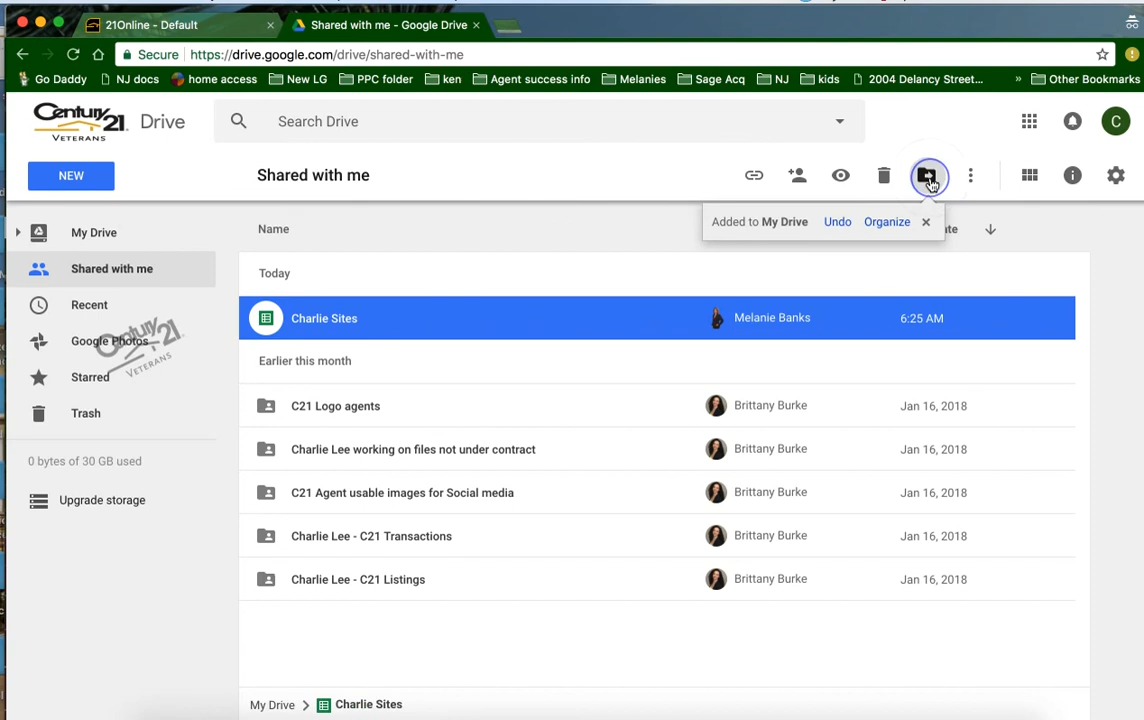 21Online - Default
Shared with me - Google Drive
Secure https://drive.google.com/drive/shared-with-me
Go Daddy NJ docs home access New LG PPC folder ken Agent success info Melanies Sage Acq NJ kids 2004 Delancy Street... » Other Bookmarks
Century 21 VETERANS Drive Search Drive C
NEW Shared with me
Added to My Drive Undo Organize
Name
My Drive
Shared with me
Recent
Google Photos
Starred
Trash
0 bytes of 30 GB used
Upgrade storage
Century 21
VETERANS
Today
Charlie Sites Melanie Banks 6:25 AM
Earlier this month
C21 Logo agents Brittany Burke Jan 16, 2018
Charlie Lee working on files not under contract Brittany Burke Jan 16, 2018
C21 Agent usable images for Social media Brittany Burke Jan 16, 2018
Charlie Lee - C21 Transactions Brittany Burke Jan 16, 2018
Charlie Lee - C21 Listings Brittany Burke Jan 16, 2018
My Drive Charlie Sites